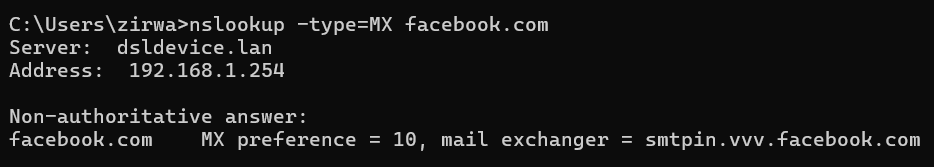 C:\Users\zirwa>nslookup -type=MX facebook.com
Server:  dsldevice.lan
Address:  192.168.1.254

Non-authoritative answer:
facebook.com    MX preference = 10, mail exchanger = smtpin.vvv.facebook.com